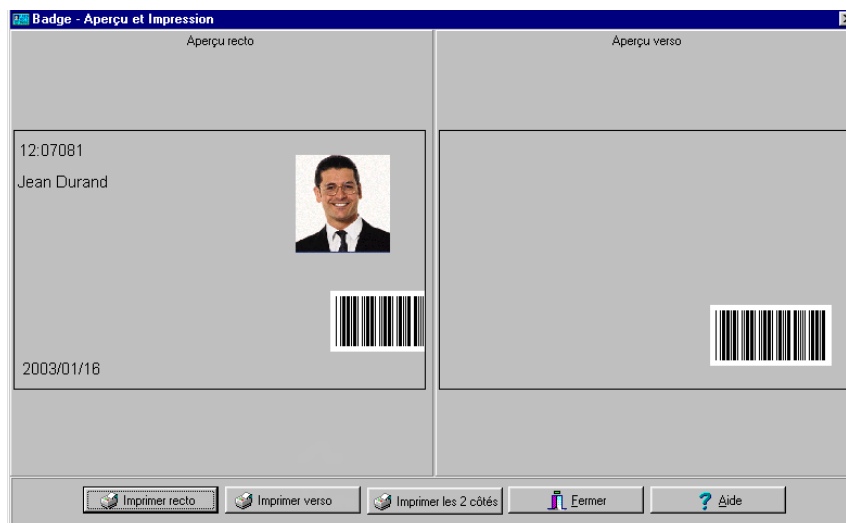 Badge - Aperçu et Impression
Aperçu recto
Aperçu verso
12:07081
Jean Durand
2003/01/16
Imprimer recto
Imprimer verso
Imprimer les 2 côtés
Fermer
Aide